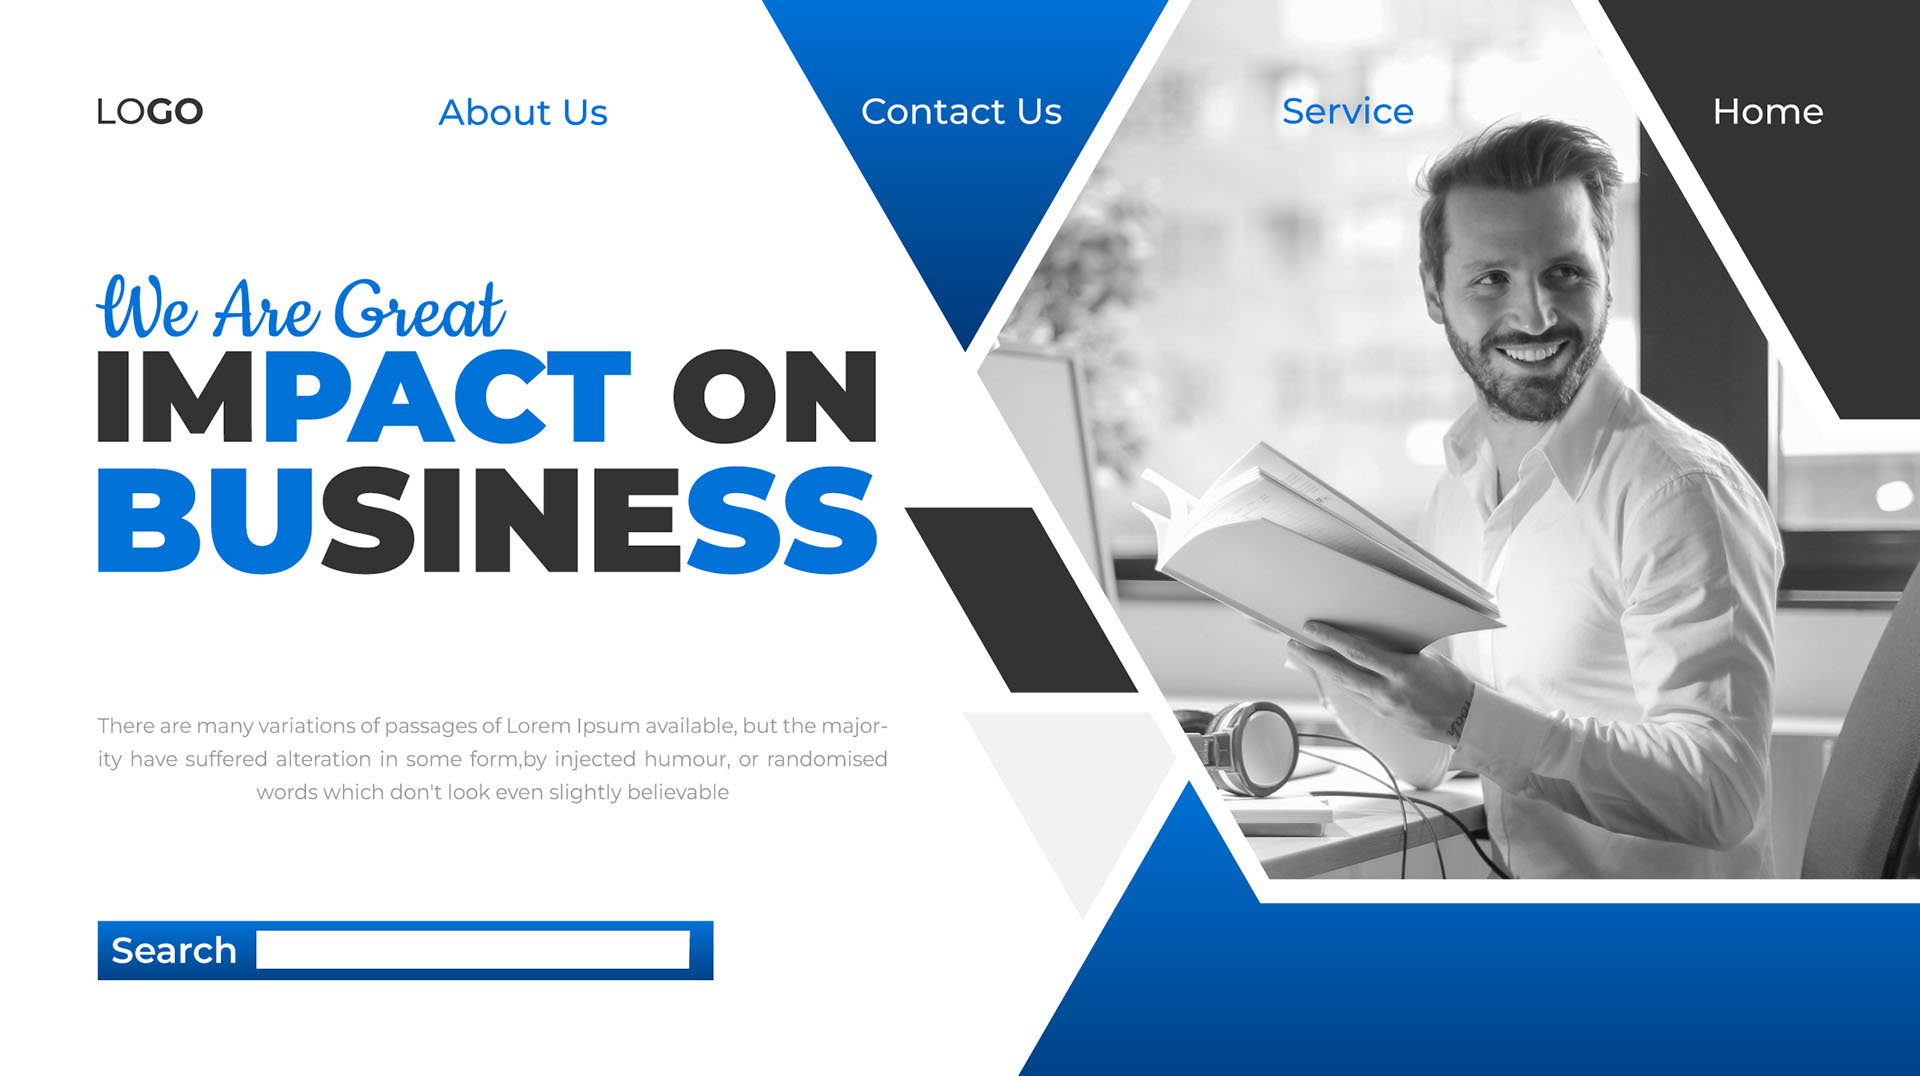 LOGO
About Us
Contact Us
Service
Home
We Are Great
IMPACT ON
BUSINESS
There are many variations of passages of Lorem Ipsum available, but the major-
ity have suffered alteration in some form,by injected humour, or randomised
words which don't look even slightly believable
Search